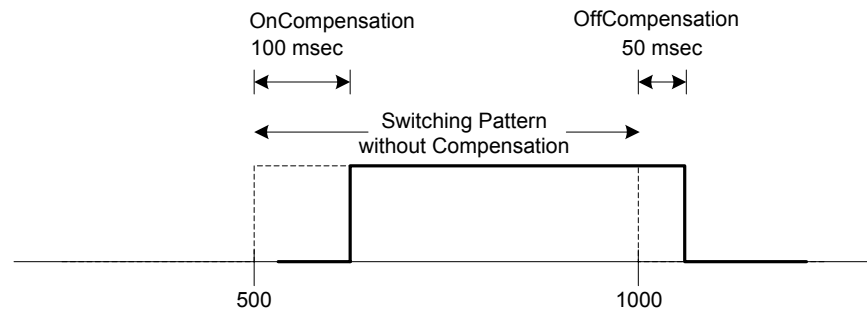 OnCompensation
100 msec
OffCompensation
50 msec
Switching Pattern
without Compensation
500
1000